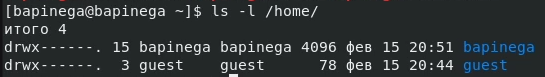 [bapinega@bapinega ~]$ ls -l /home/
итого 4
drwx------. 15 bapinega bapinega 4096 фев 15 20:51 bapinega
drwx------.  3 guest    guest      78 фев 15 20:44 guest